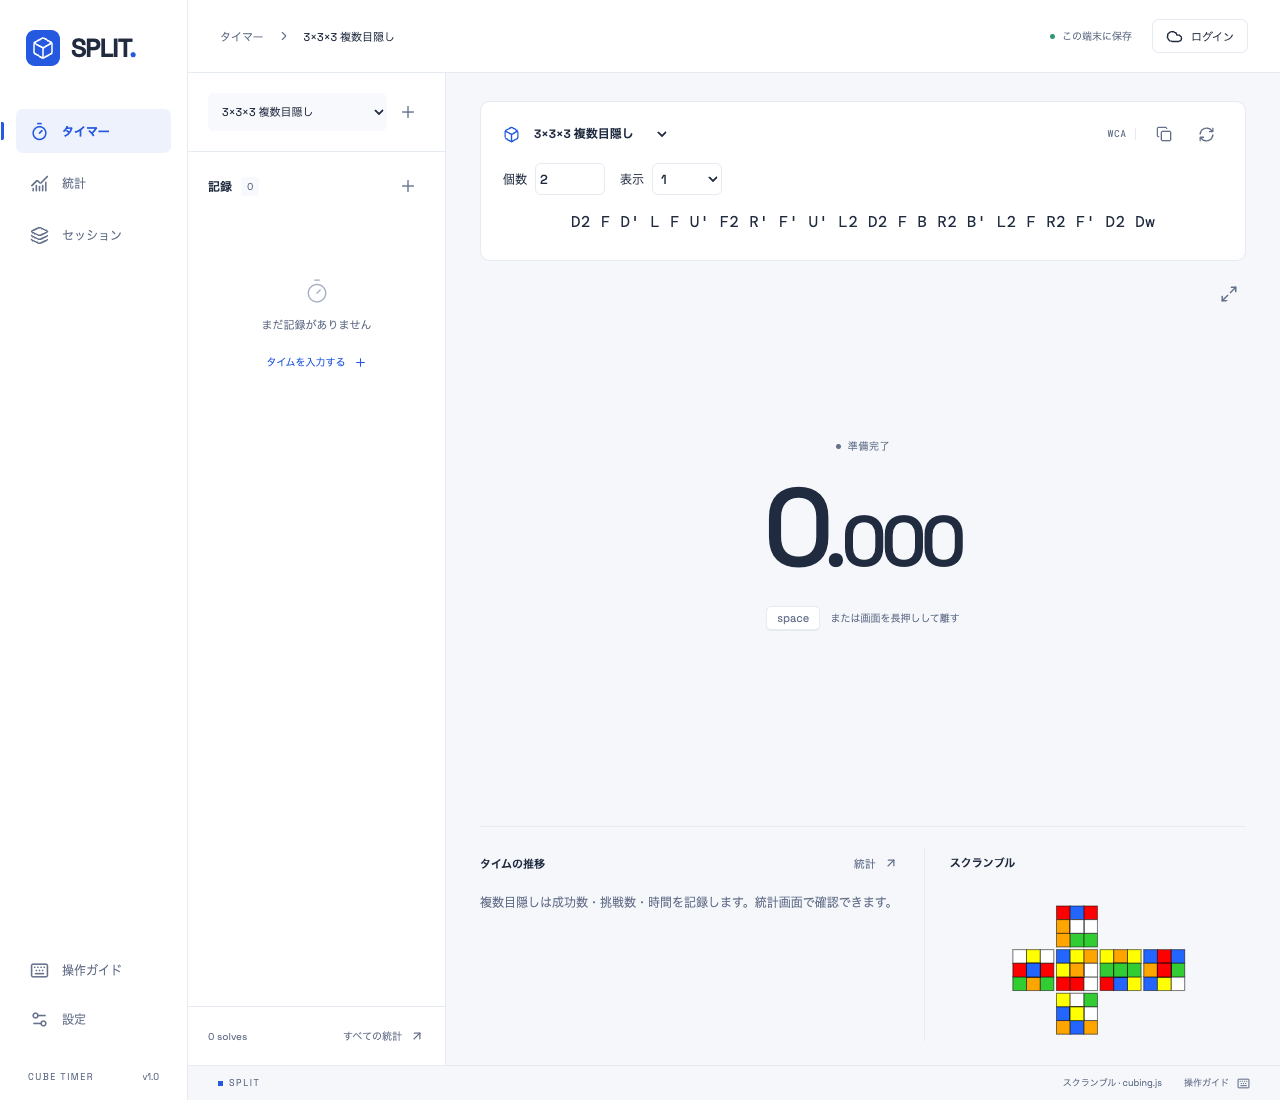 SPLIT.
タイマー
統計
セッション
操作ガイド
設定
CUBE TIMER
v1.0
タイマー
3×3×3 複数目隠し
この端末に保存
ログイン
3×3×3 複数目隠し
記録 0
まだ記録がありません
タイムを入力する
0 solves
すべての統計
3×3×3 複数目隠し
WCA
個数 2 表示 1
D2 F D' L F U' F2 R' F' U' L2 D2 F B R2 B' L2 F R2 F' D2 Dw
準備完了
0.000
space または画面を長押しして離す
タイムの推移
統計
複数目隠しは成功数・挑戦数・時間を記録します。統計画面で確認できます。
スクランブル
SPLIT
スクランブル · cubing.js
操作ガイド